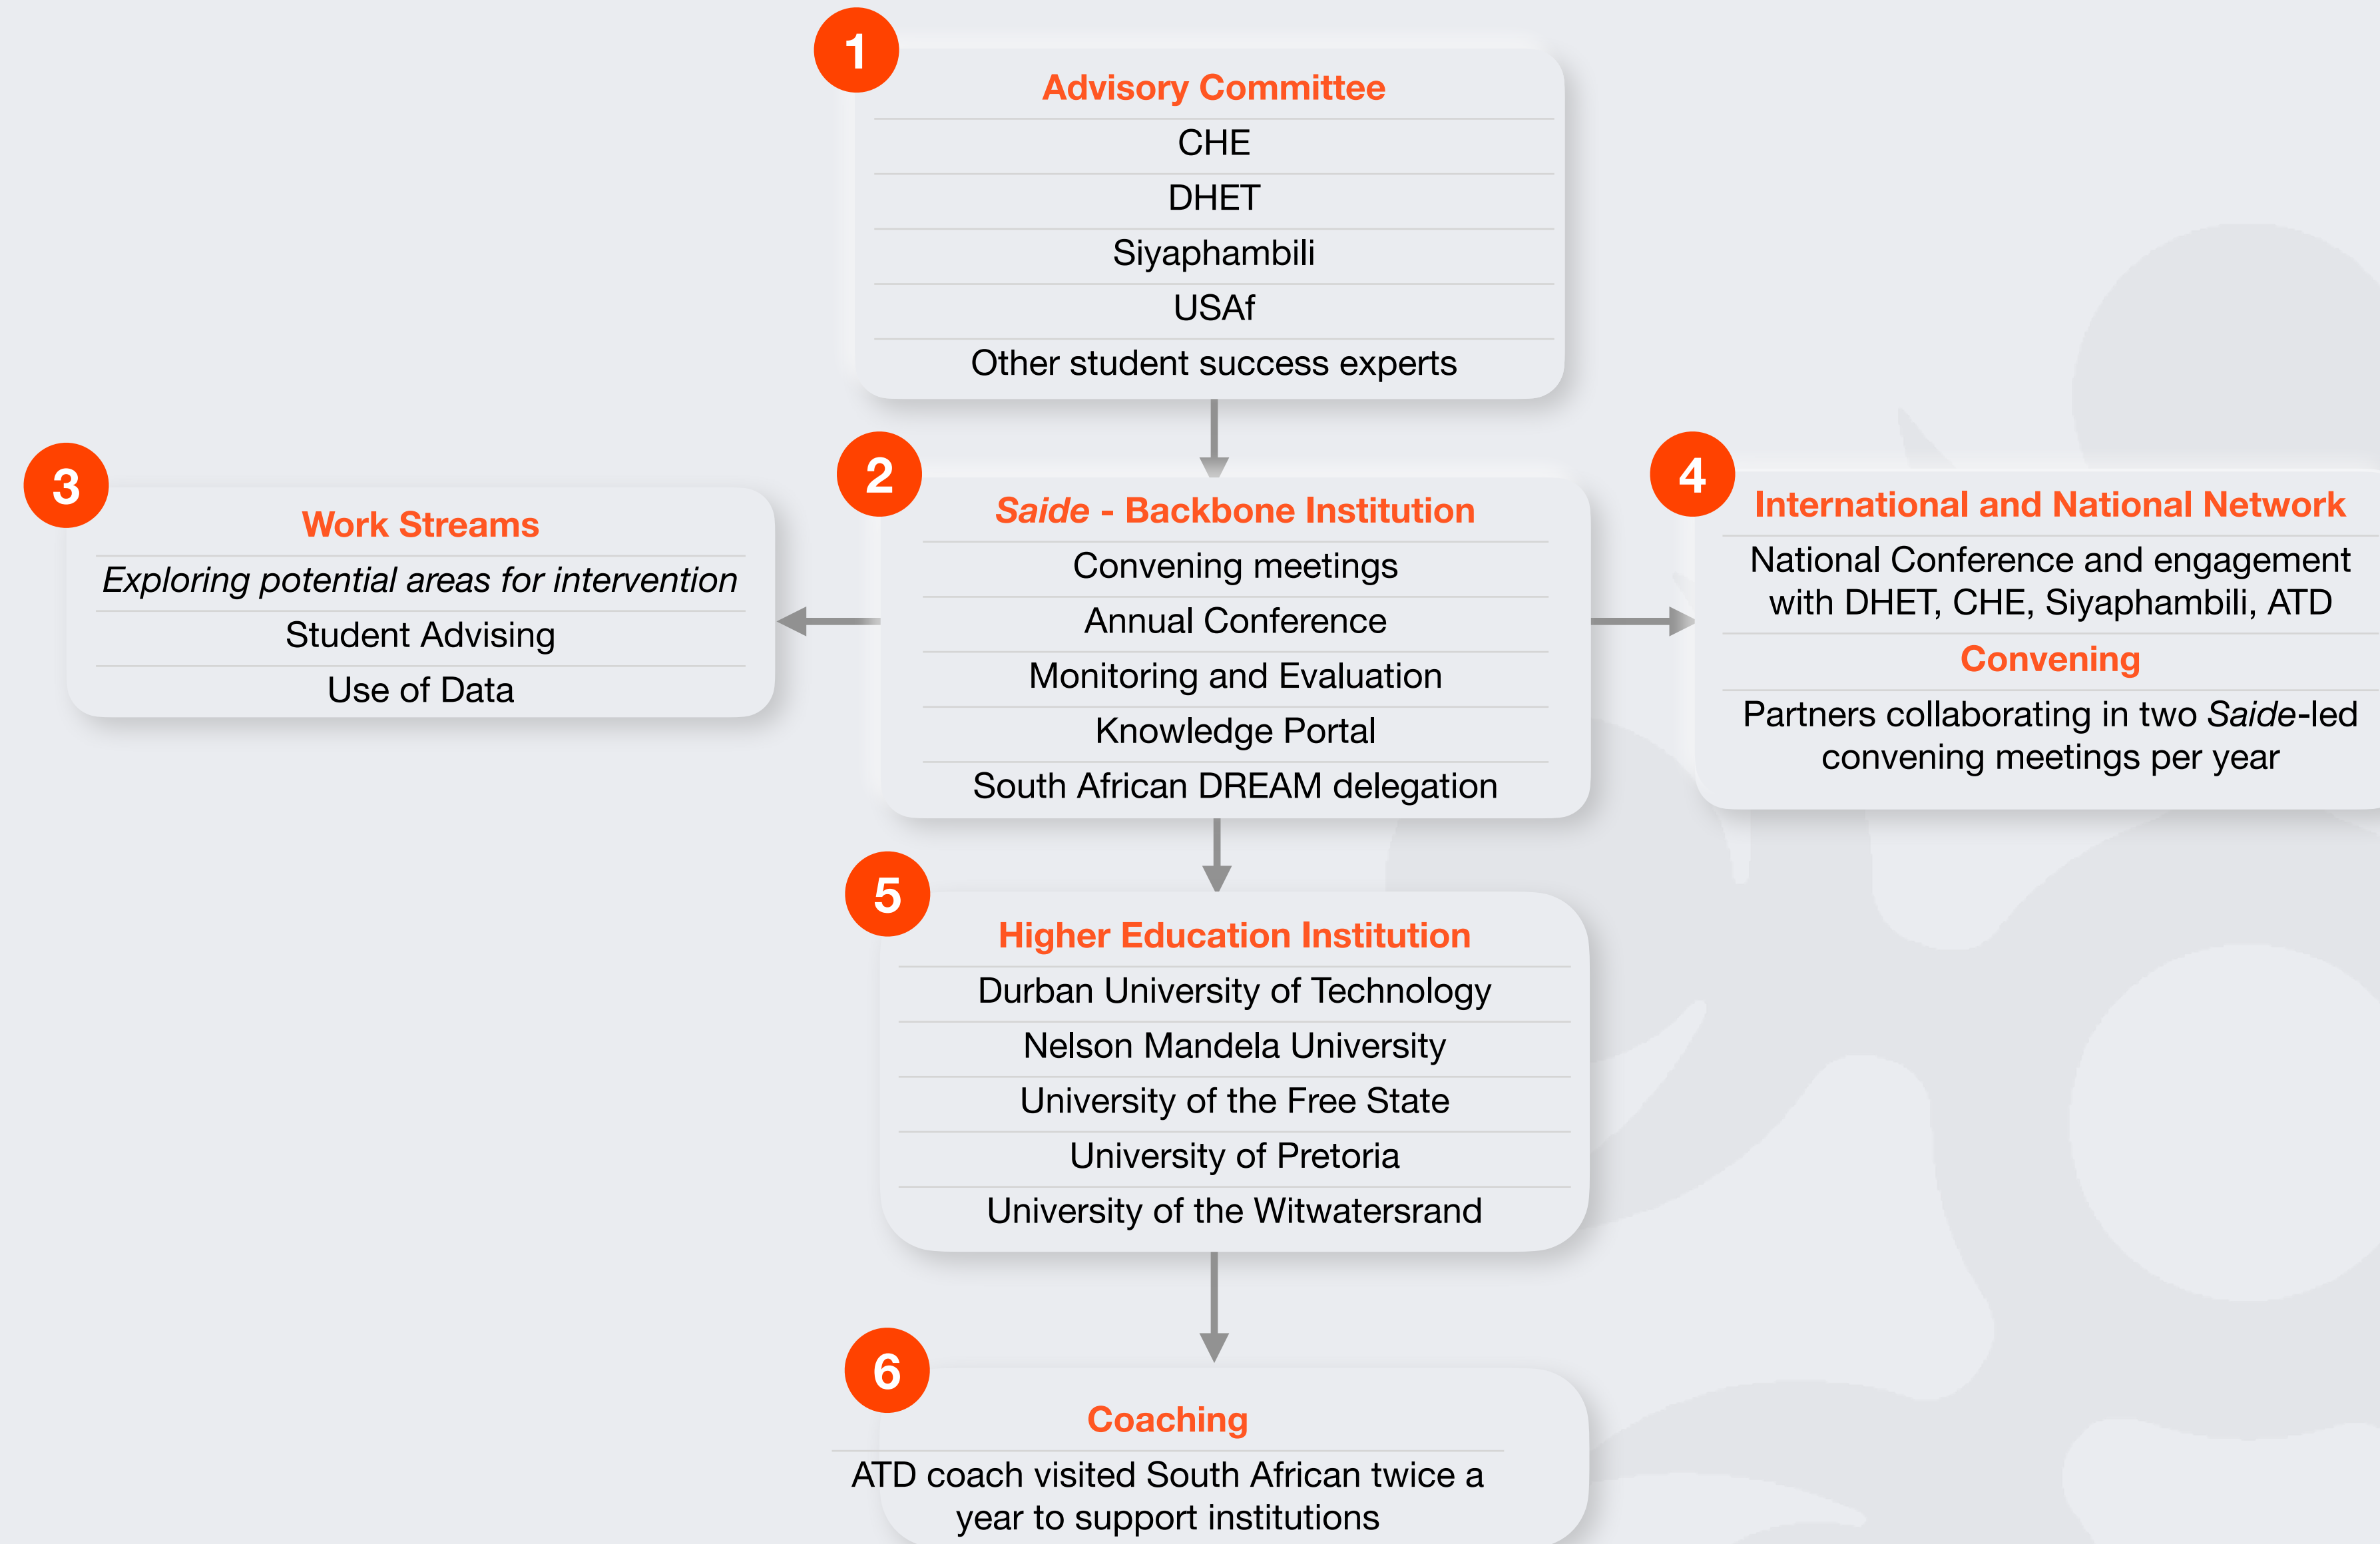 1
Advisory Committee
CHE
DHET
Siyaphambili
USAf
Other student success experts
2
Saide - Backbone Institution
Convening meetings
Annual Conference
Monitoring and Evaluation
Knowledge Portal
South African DREAM delegation
3
Work Streams
Exploring potential areas for intervention
Student Advising
Use of Data
4
International and National Network
National Conference and engagement
with DHET, CHE, Siyaphambili, ATD
Convening
Partners collaborating in two Saide-led
convening meetings per year
5
Higher Education Institution
Durban University of Technology
Nelson Mandela University
University of the Free State
University of Pretoria
University of the Witwatersrand
6
Coaching
ATD coach visited South African twice a
year to support institutions